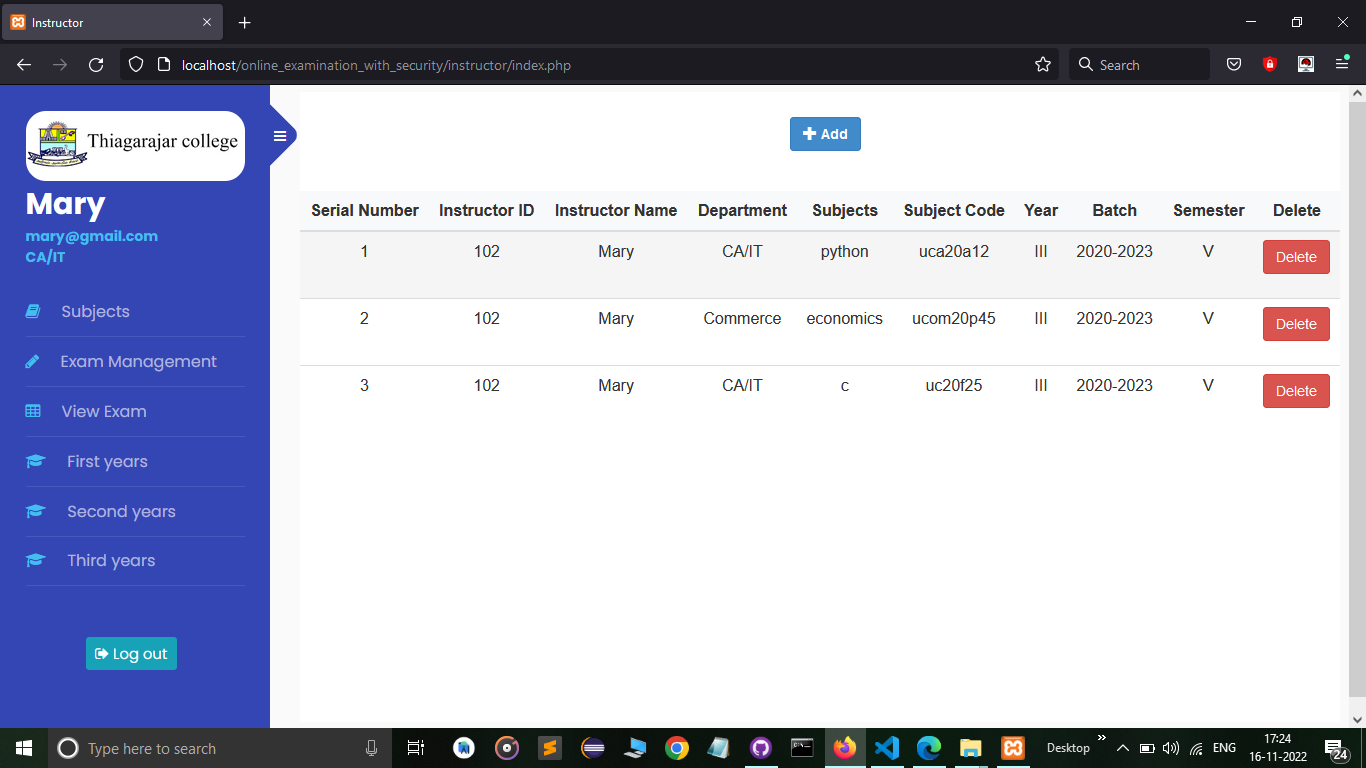 Instructor
localhost/online_examination_with_security/instructor/index.php
Search
Thiagarajar college
Mary
mary@gmail.com
CA/IT
Subjects
Exam Management
View Exam
First years
Second years
Third years
Log out
Add
Serial Number Instructor ID Instructor Name Department Subjects Subject Code Year Batch Semester Delete
1 102 Mary CA/IT python uca20a12 III 2020-2023 V Delete
2 102 Mary Commerce economics ucom20p45 III 2020-2023 V Delete
3 102 Mary CA/IT c uc20f25 III 2020-2023 V Delete
Type here to search
Desktop
ENG
17:24
16-11-2022
24